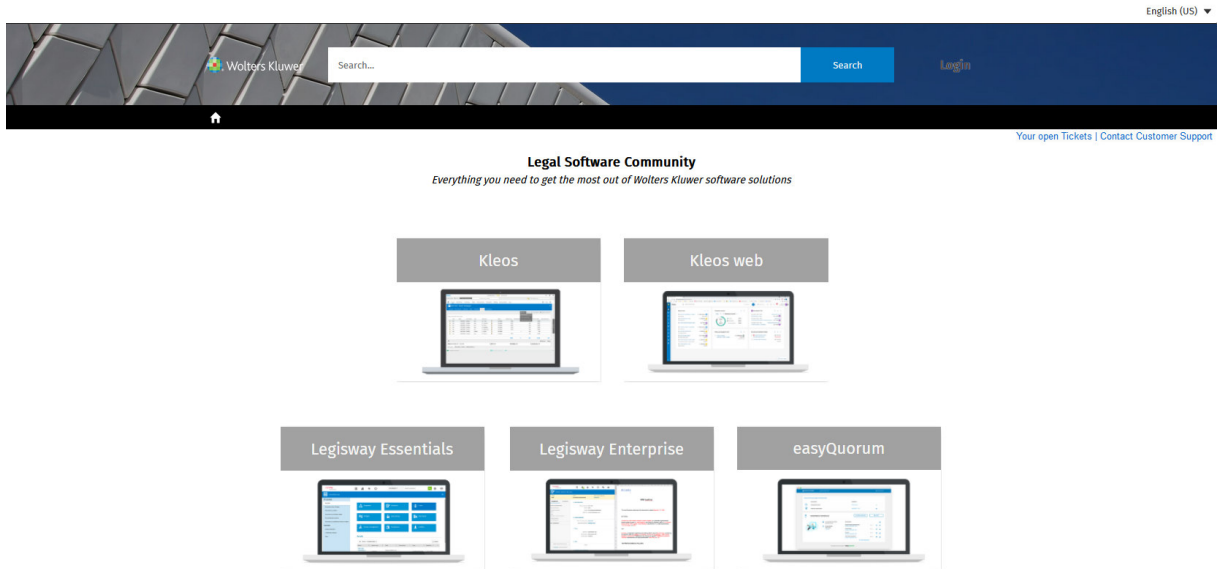 English (US)
Wolters Kluwer
Search...
Search
Login
Your open Tickets | Contact Customer Support
Legal Software Community
Everything you need to get the most out of Wolters Kluwer software solutions
Kleos
Kleos web
Legisway Essentials
Legisway Enterprise
easyQuorum